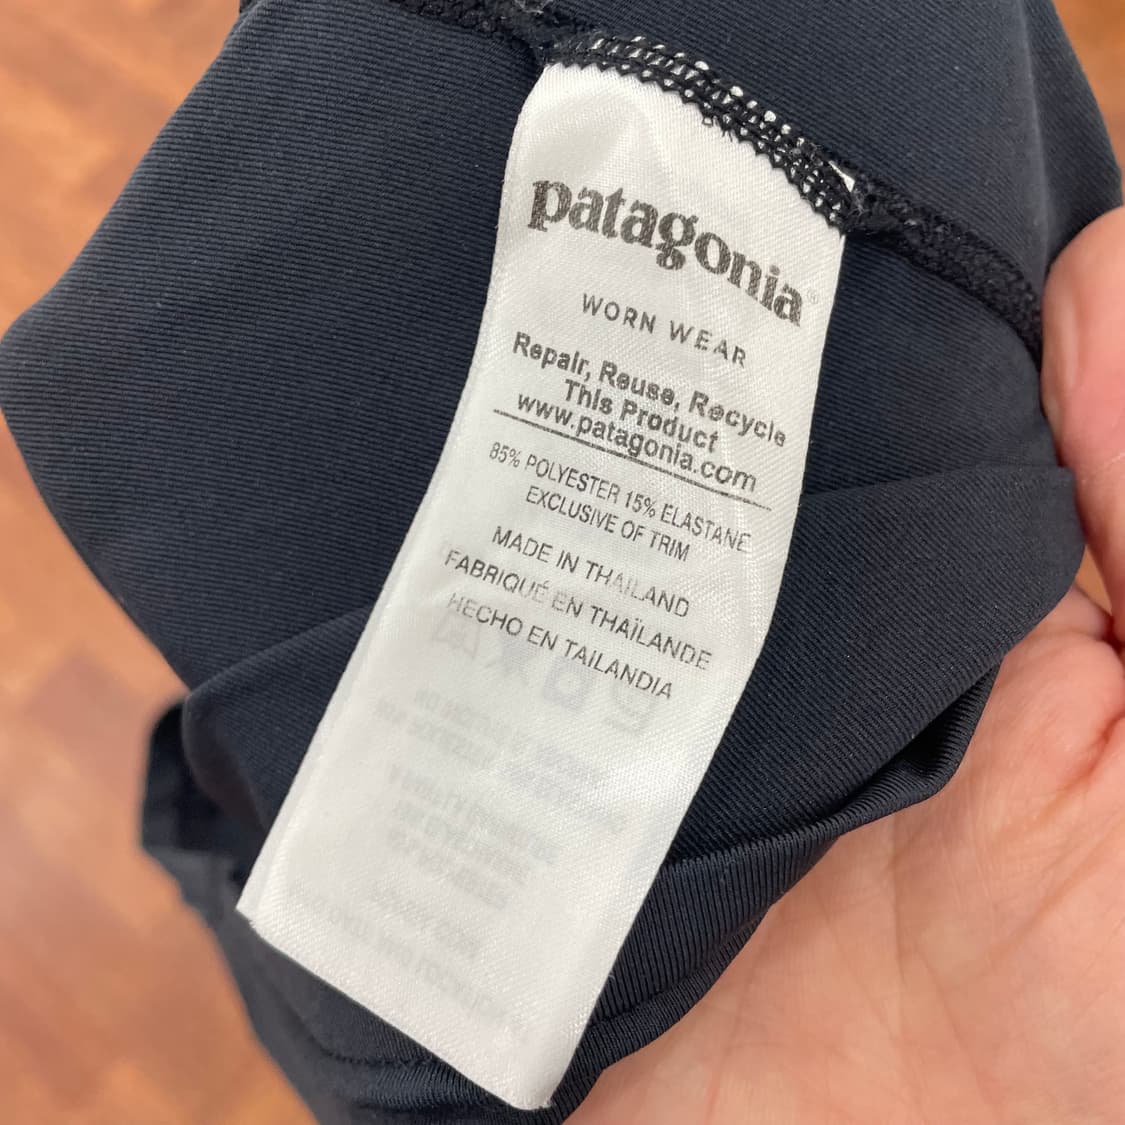 patagonia®
WORN WEAR
Repair, Reuse, Recycle
This Product
www.patagonia.com
85% POLYESTER 15% ELASTANE
EXCLUSIVE OF TRIM
MADE IN THAILAND
FABRIQUÉ EN THAÏLANDE
HECHO EN TAILANDIA